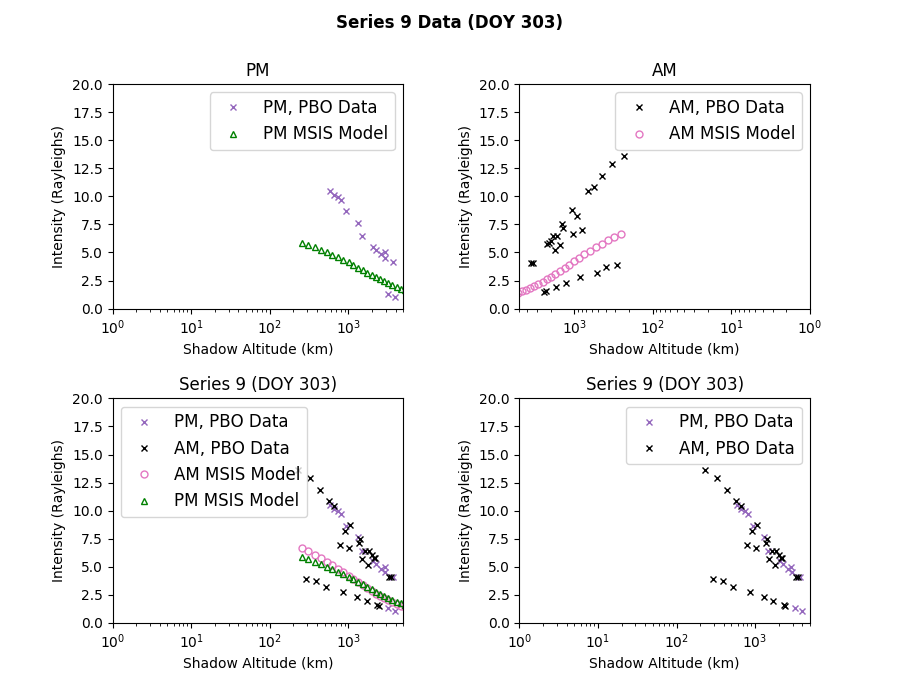 Series 9 Data (DOY 303)
PM
AM
20.0
17.5
15.0
12.5
10.0
7.5
5.0
2.5
0.0
Intensity (Rayleighs)
PM, PBO Data
PM MSIS Model
10⁰ 10¹ 10² 10³
Shadow Altitude (km)
20.0
17.5
15.0
12.5
10.0
7.5
5.0
2.5
0.0
Intensity (Rayleighs)
AM, PBO Data
AM MSIS Model
10³ 10² 10¹ 10⁰
Shadow Altitude (km)
Series 9 (DOY 303)
20.0
17.5
15.0
12.5
10.0
7.5
5.0
2.5
0.0
Intensity (Rayleighs)
PM, PBO Data
AM, PBO Data
AM MSIS Model
PM MSIS Model
10⁰ 10¹ 10² 10³
Shadow Altitude (km)
Series 9 (DOY 303)
20.0
17.5
15.0
12.5
10.0
7.5
5.0
2.5
0.0
Intensity (Rayleighs)
PM, PBO Data
AM, PBO Data
10⁰ 10¹ 10² 10³
Shadow Altitude (km)